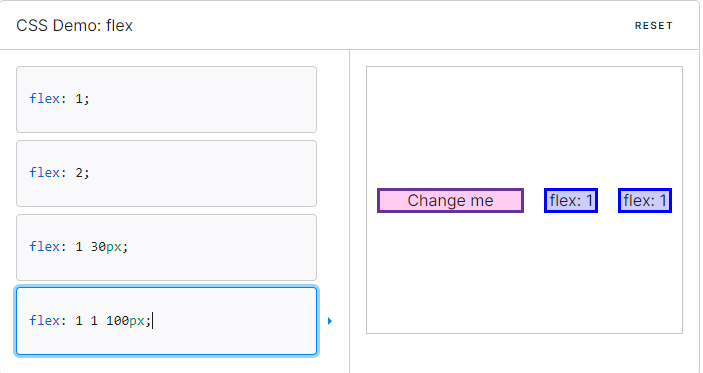 CSS Demo: flex
RESET
flex: 1;
flex: 2;
flex: 1 30px;
flex: 1 1 100px;
Change me
flex: 1
flex: 1